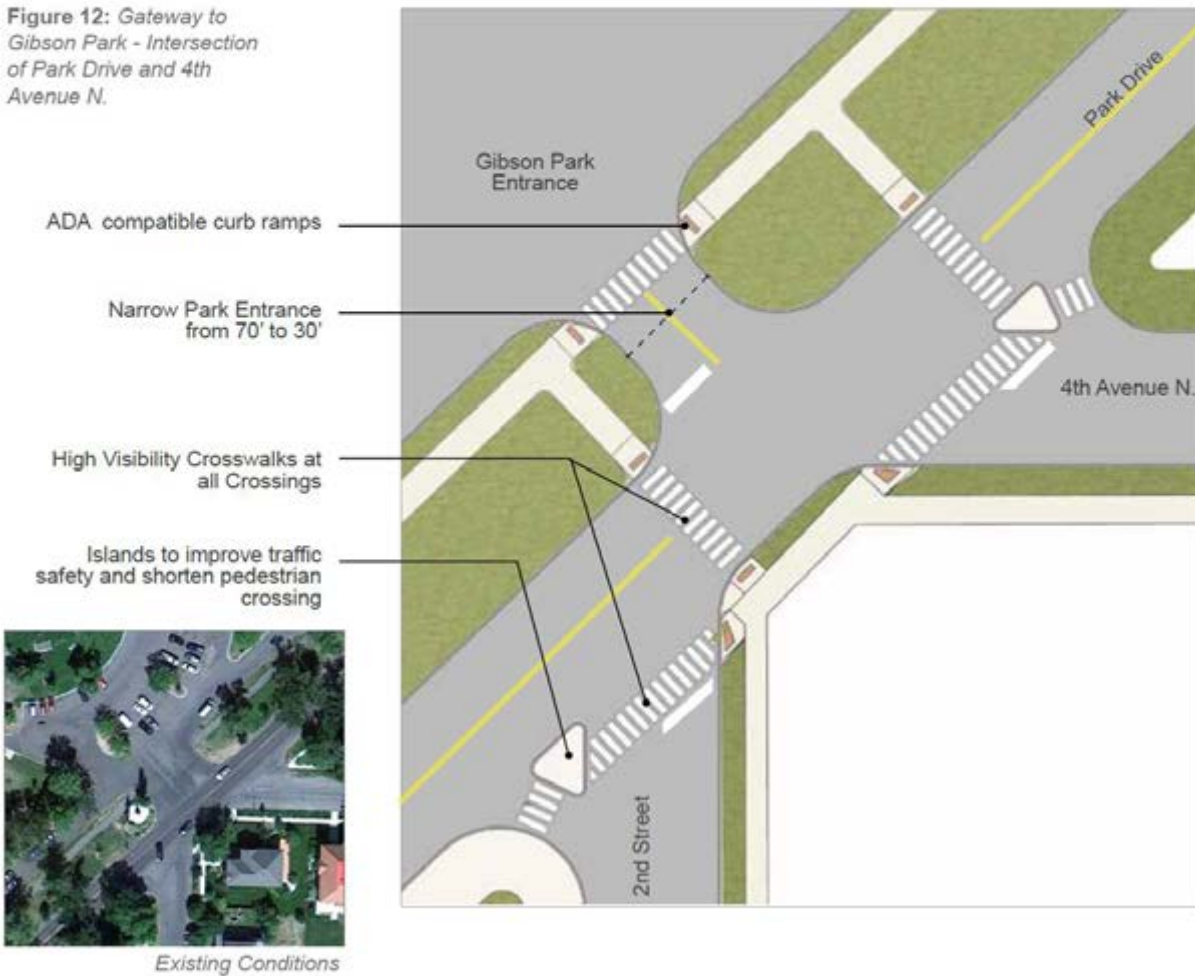 Figure 12: Gateway to
Gibson Park - Intersection
of Park Drive and 4th
Avenue N.
Park Drive
Gibson Park
Entrance
ADA compatible curb ramps
Narrow Park Entrance
from 70' to 30'
4th Avenue N.
High Visibility Crosswalks at
all Crossings
Islands to improve traffic
safety and shorten pedestrian
crossing
2nd Street
Existing Conditions